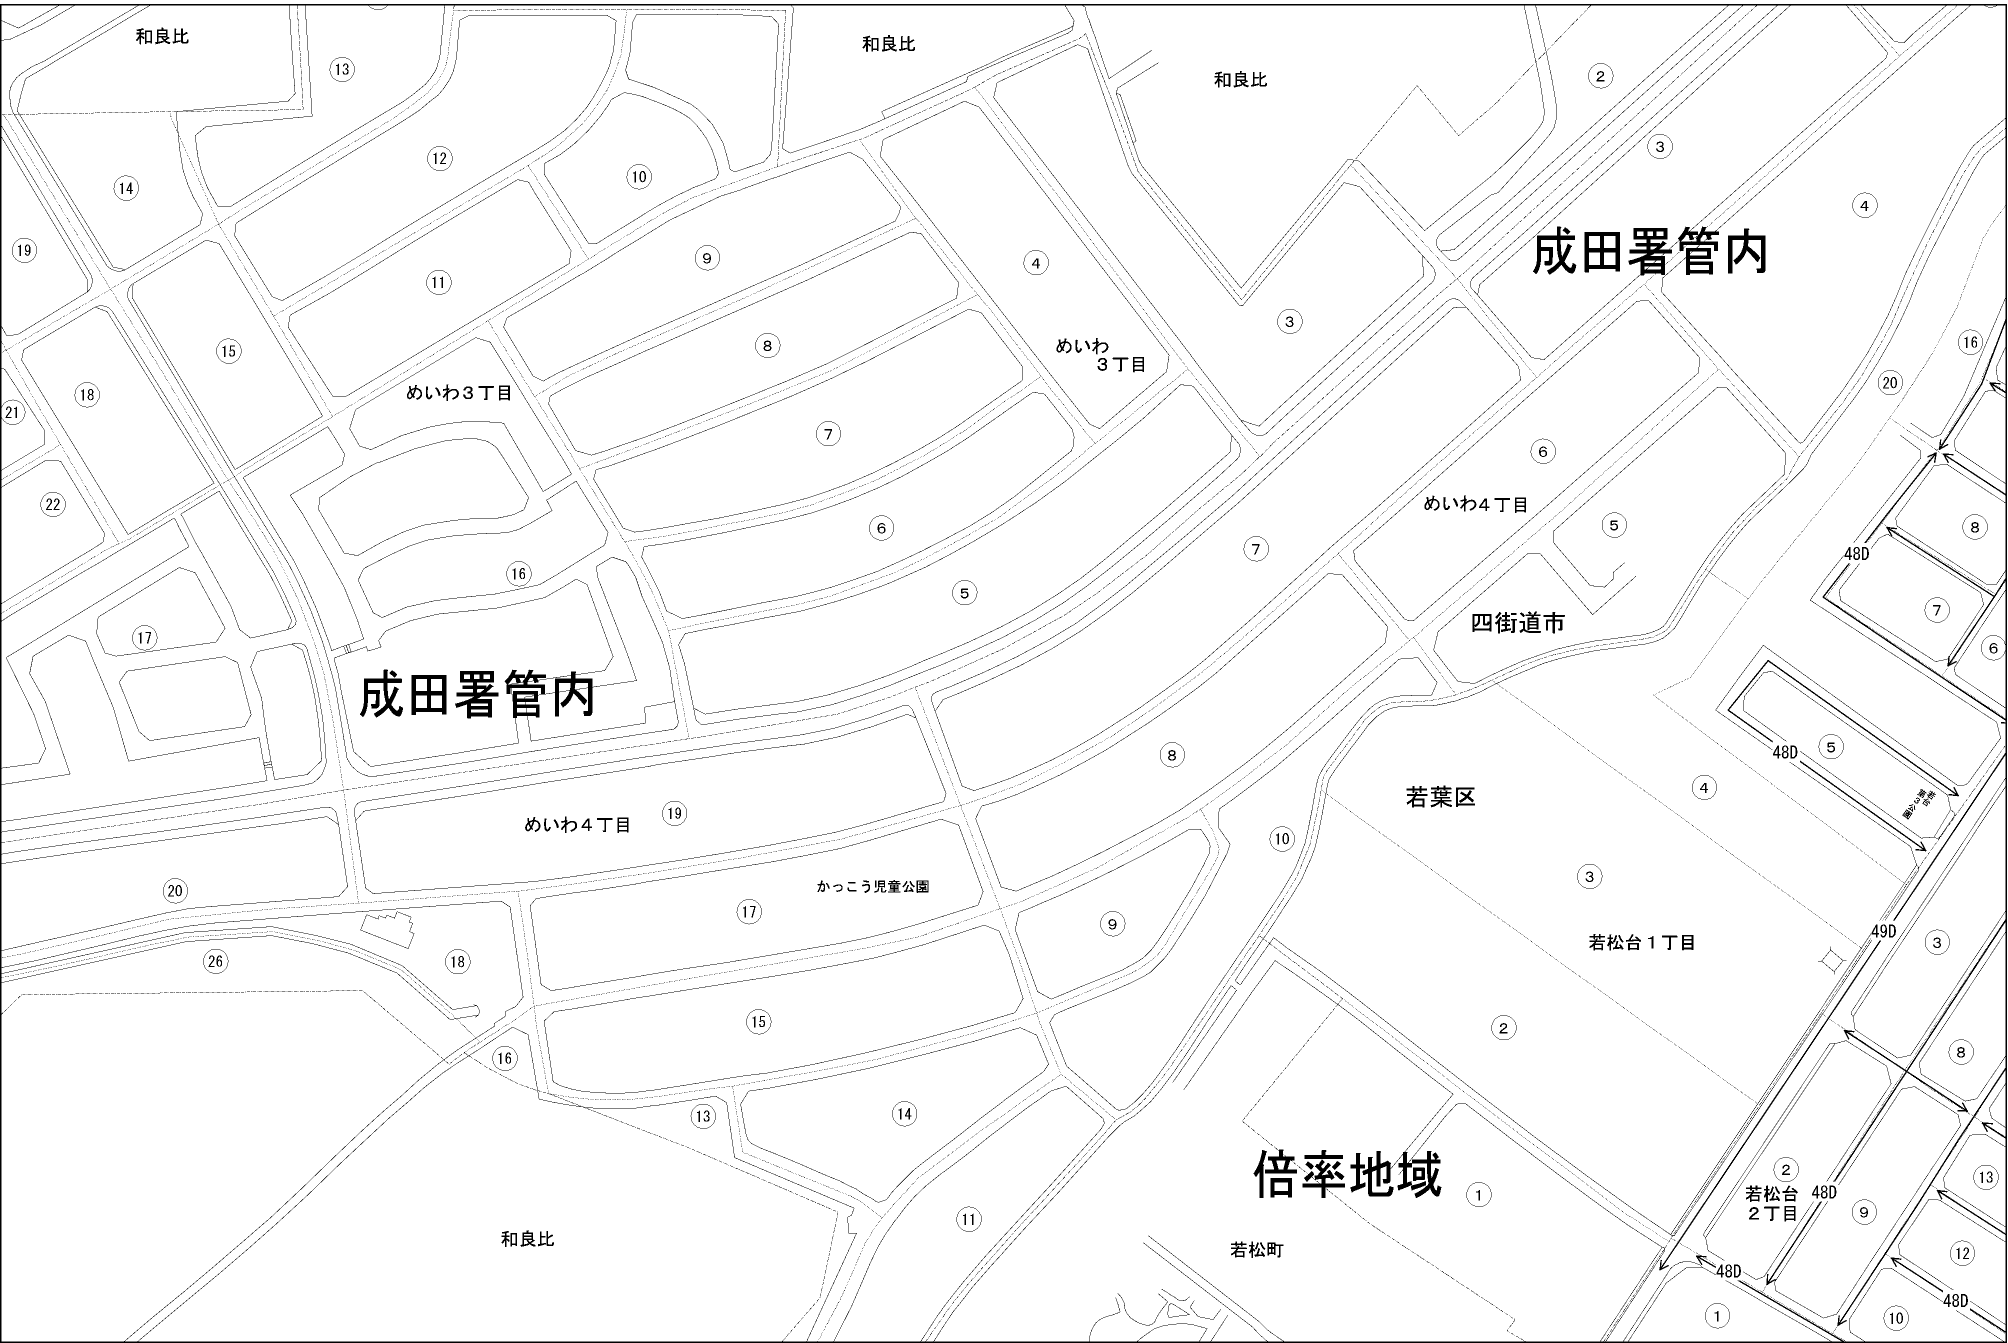 和良比
和良比
和良比
⑬
②
⑫
③
⑭
⑩
④
⑲
⑨
④
成田署管内
⑪
③
⑮
⑧
めいわ
３丁目
⑯
⑱
めいわ３丁目
⑳
㉑
⑦
⑥
㉒
めいわ４丁目
⑥
⑤
⑧
⑦
48D
⑯
⑤
⑦
四街道市
⑰
⑥
成田署管内
⑧
⑤
48D
④
若葉区
若台
第３公園
⑲
めいわ４丁目
⑩
③
かっこう児童公園
⑳
⑰
⑨
49D
③
若松台１丁目
⑱
㉖
⑮
②
⑯
⑧
⑬
⑭
倍率地域
①
②
若松台
２丁目
48D
⑬
⑨
⑪
和良比
若松町
⑫
48D
48D
①
⑩